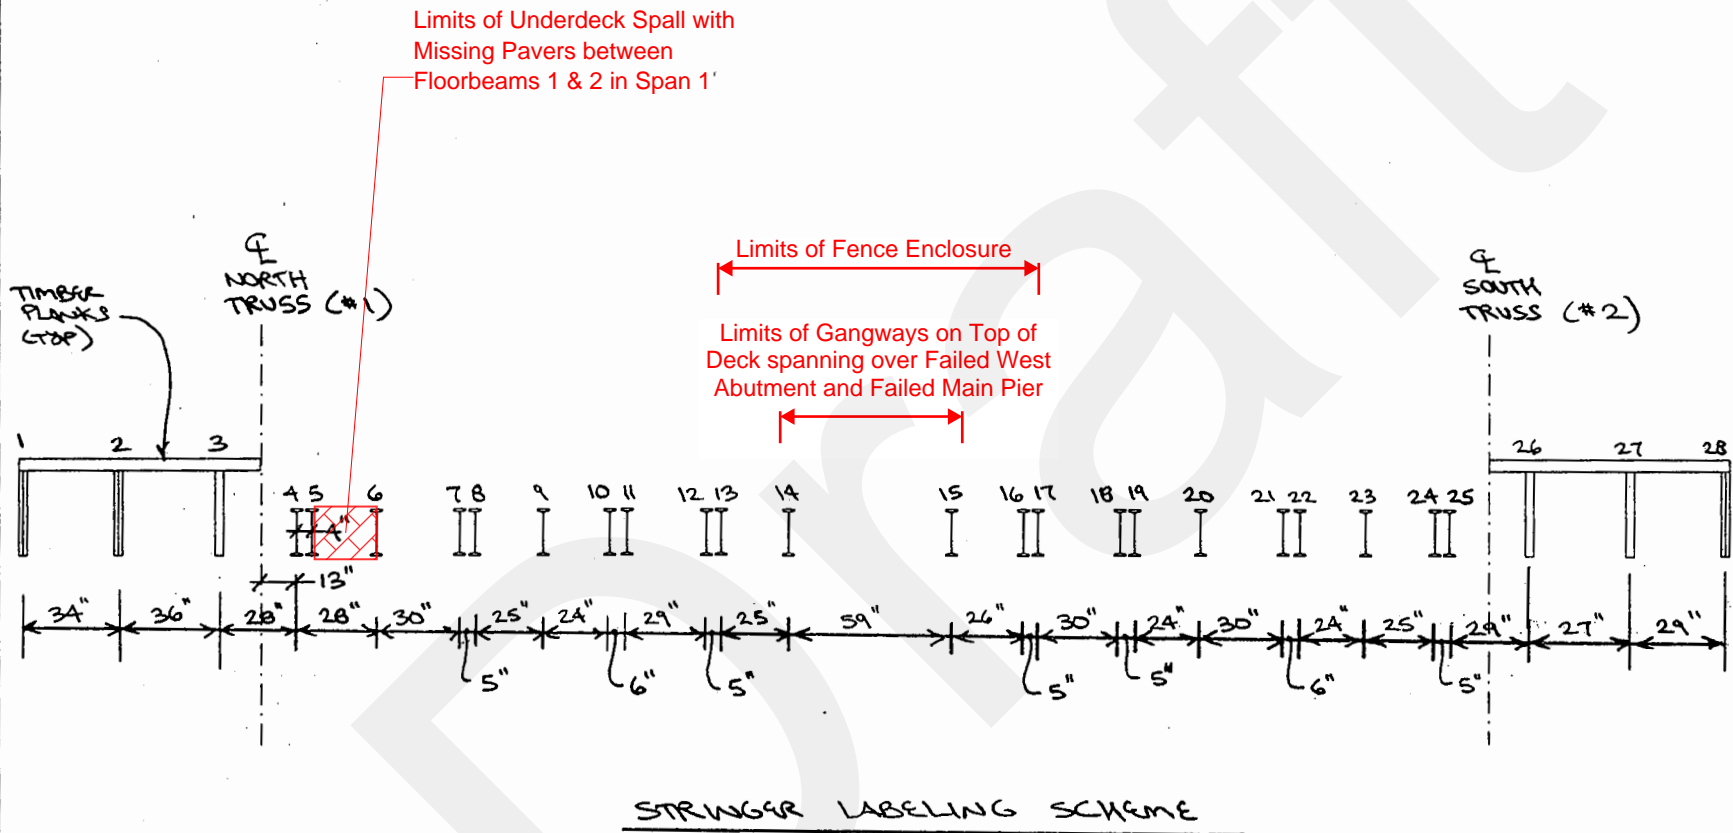 Limits of Underdeck Spall with
Missing Pavers between
Floorbeams 1 & 2 in Span 1
Limits of Fence Enclosure
Limits of Gangways on Top of
Deck spanning over Failed West
Abutment and Failed Main Pier
TIMBER
PLANKS
(TYP)
℄
NORTH
TRUSS (#1)
℄
SOUTH
TRUSS (#2)
1 2 3 4 5 6 7 8 9 10 11 12 13 14 15 16 17 18 19 20 21 22 23 24 25 26 27 28
4"
13"
34" 36" 28" 28" 30" 25" 24" 29" 25" 59" 26" 30" 24" 30" 24" 25" 29" 27" 29"
5" 6" 5" 5" 5" 6" 5"
STRINGER LABELING SCHEME
Draft